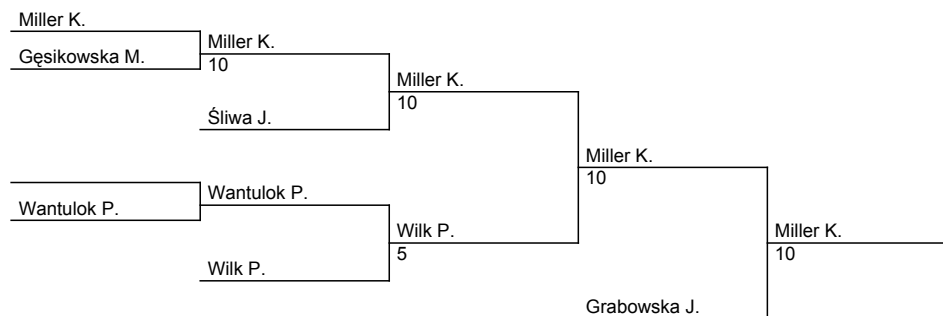 Miller K.
Miller K.
Gęsikowska M.
10
Miller K.
10
Śliwa J.
Miller K.
10
Wantulok P.
Wantulok P.
Wilk P.
Miller K.
5
10
Wilk P.
Grabowska J.